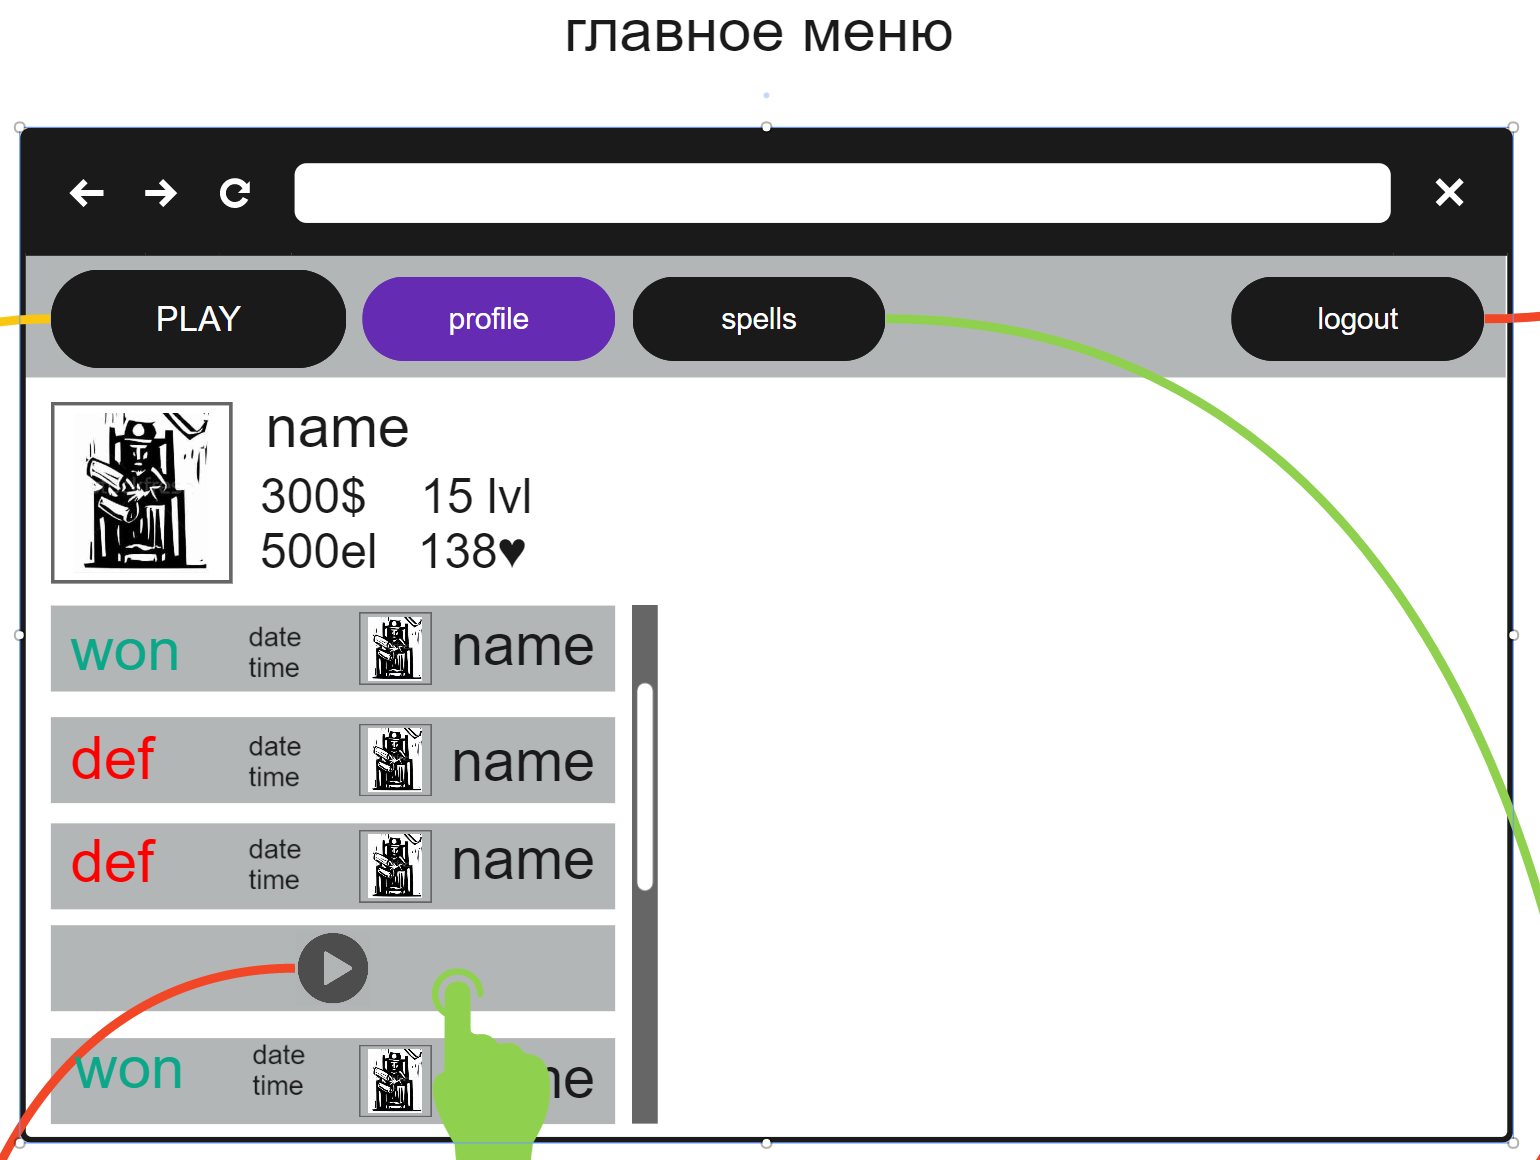 главное меню
PLAY
profile
spells
logout
name
300$ 15 lvl
500el 138♥
won
date
time
name
def
date
time
name
def
date
time
name
won
date
time